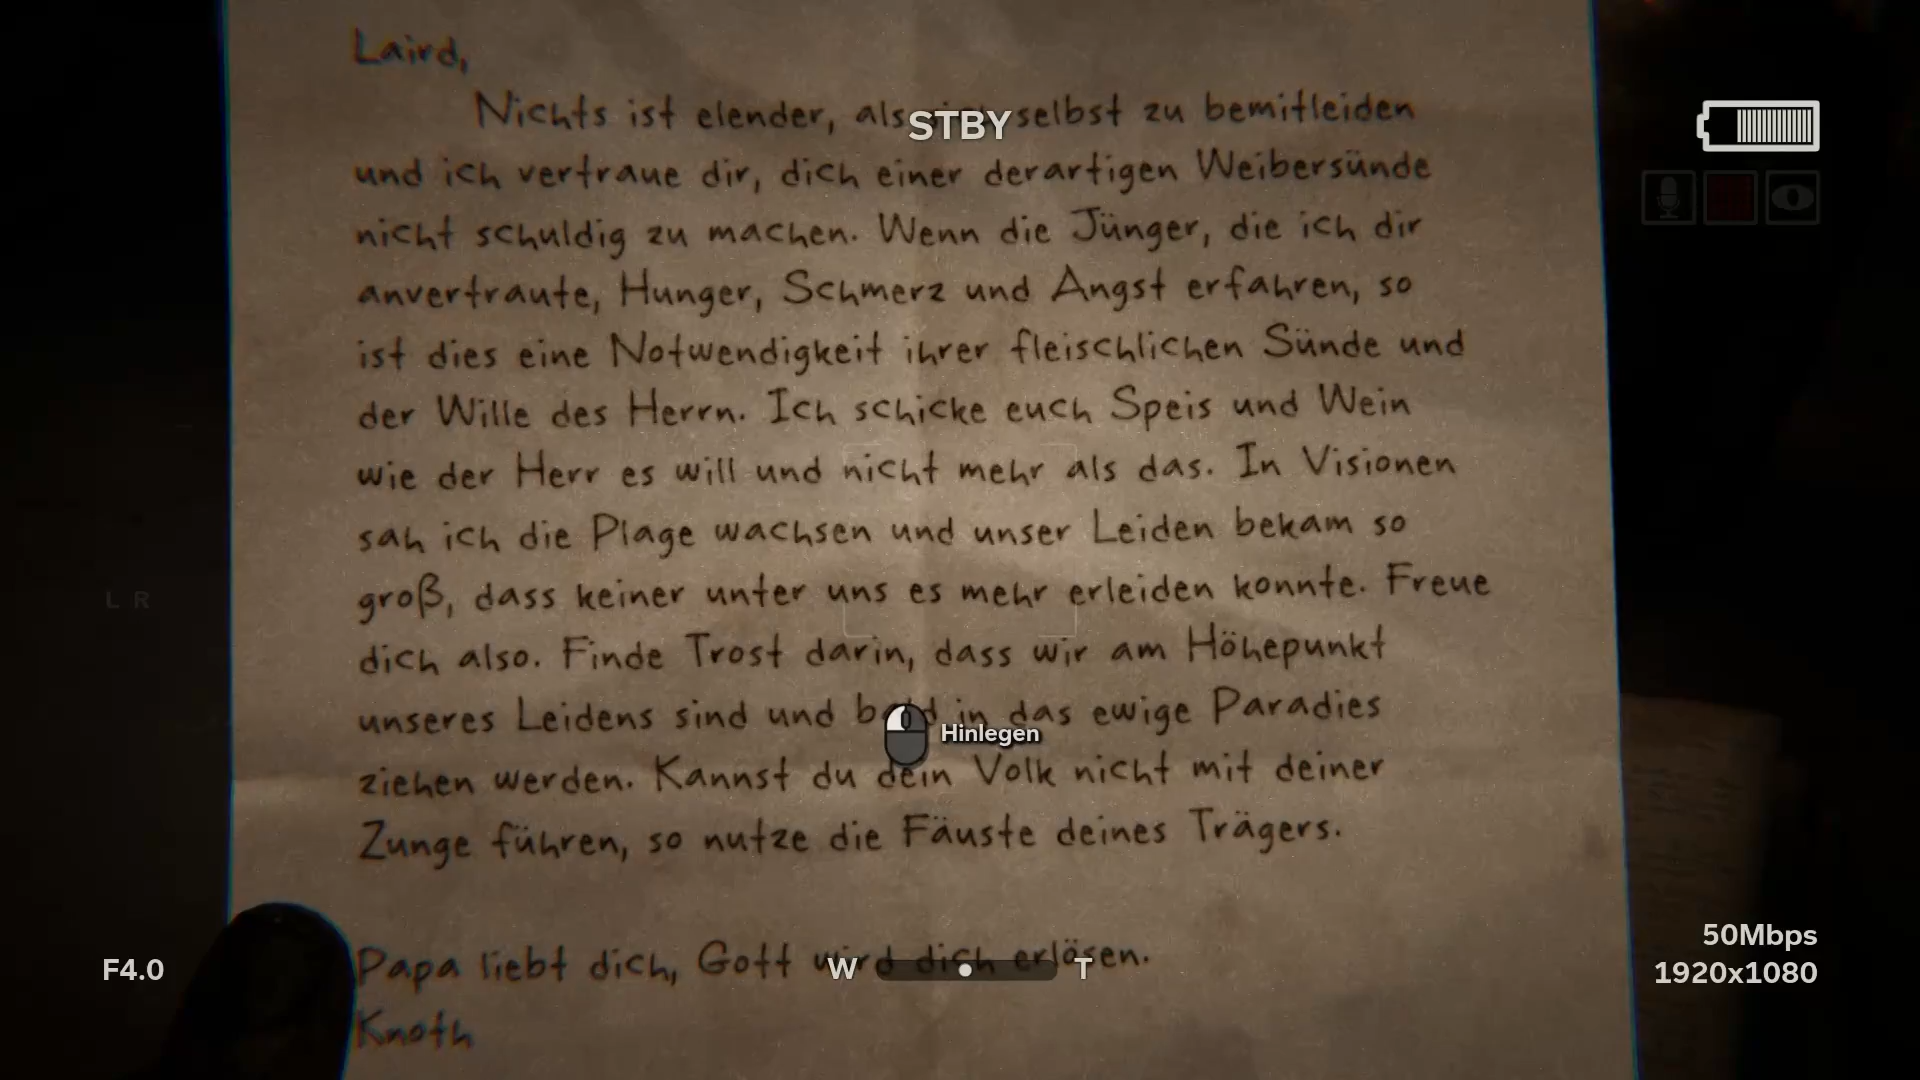 Laird,
Nichts ist elender, als selbst zu bemitleiden
STBY
und ich vertraue dir, dich einer derartigen Weibersünde
nicht schuldig zu machen. Wenn die Jünger, die ich dir
anvertraute, Hunger, Schmerz und Angst erfahren, so
ist dies eine Notwendigkeit ihrer fleischlichen Sünde und
der Wille des Herrn. Ich schicke euch Speis und Wein
wie der Herr es will und nicht mehr als das. In Visionen
sah ich die Plage wachsen und unser Leiden bekam so
groß, dass keiner unter uns es mehr erleiden konnte. Freue
L R
dich also. Finde Trost darin, dass wir am Höhepunkt
unseres Leidens sind und bald in das ewige Paradies
Hinlegen
ziehen werden. Kannst du dein Volk nicht mit deiner
Zunge führen, so nutze die Fäuste deines Trägers.
Papa liebt dich, Gott wird dich erlösen.
Knoth
F4.0
W T
50Mbps
1920x1080